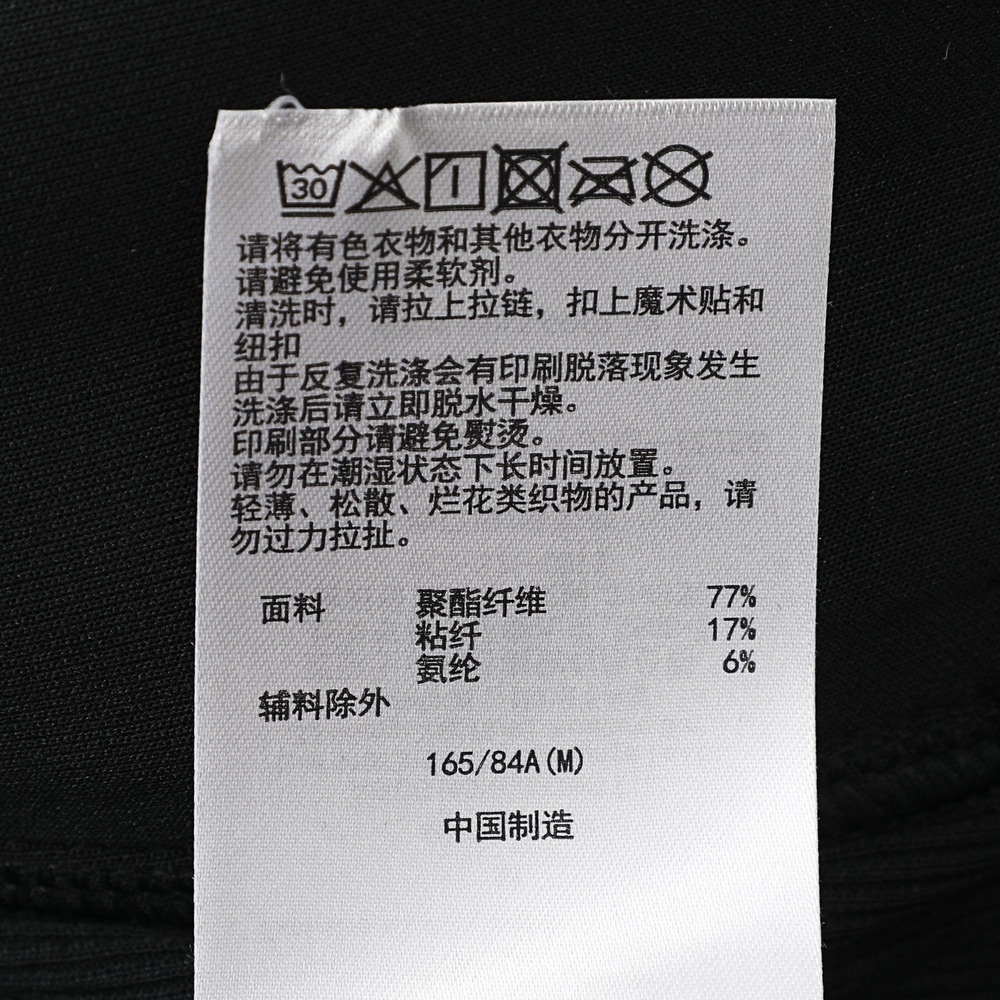 30
请将有色衣物和其他衣物分开洗涤。
请避免使用柔软剂。
清洗时，请拉上拉链，扣上魔术贴和
纽扣
由于反复洗涤会有印刷脱落现象发生
洗涤后请立即脱水干燥。
印刷部分请避免熨烫。
请勿在潮湿状态下长时间放置。
轻薄、松散、烂花类织物的产品，请
勿过力拉扯。
面料 聚酯纤维 77%
粘纤 17%
氨纶 6%
辅料除外
165/84A(M)
中国制造